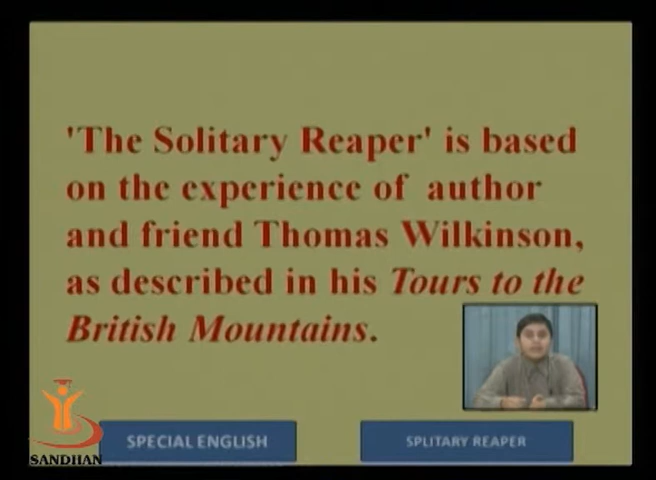 'The Solitary Reaper' is based
on the experience of author
and friend Thomas Wilkinson,
as described in his Tours to the
British Mountains.
SANDHAN
SPECIAL ENGLISH
SPLITARY REAPER